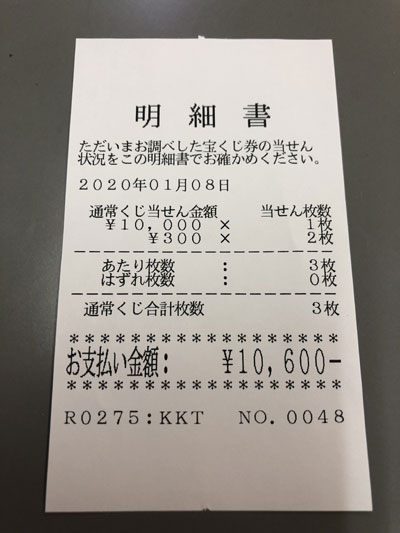 明細書
ただいまお調べした宝くじ券の当せん
状況をこの明細書でお確かめください。
2020年01月08日
通常くじ当せん金額 当せん枚数
¥10,000 × 1枚
¥300 × 2枚
--------------------
あたり枚数 : 3枚
はずれ枚数 : 0枚
--------------------
通常くじ合計枚数 3枚
********************
お支払い金額: ¥10,600-
********************
R0275:KKT NO.0048